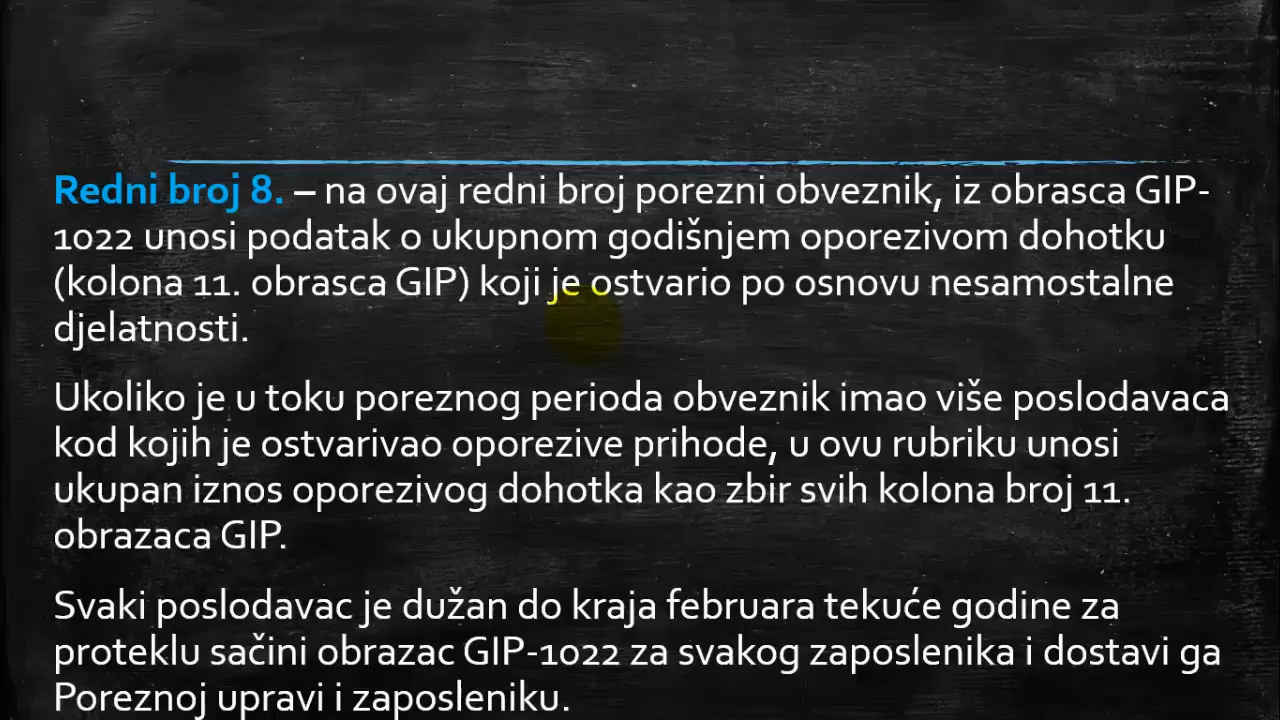 Redni broj 8. – na ovaj redni broj porezni obveznik, iz obrasca GIP-
1022 unosi podatak o ukupnom godišnjem oporezivom dohotku
(kolona 11. obrasca GIP) koji je ostvario po osnovu nesamostalne
djelatnosti.
Ukoliko je u toku poreznog perioda obveznik imao više poslodavaca
kod kojih je ostvarivao oporezive prihode, u ovu rubriku unosi
ukupan iznos oporezivog dohotka kao zbir svih kolona broj 11.
obrazaca GIP.
Svaki poslodavac je dužan do kraja februara tekuće godine za
proteklu sačini obrazac GIP-1022 za svakog zaposlenika i dostavi ga
Poreznoj upravi i zaposleniku.